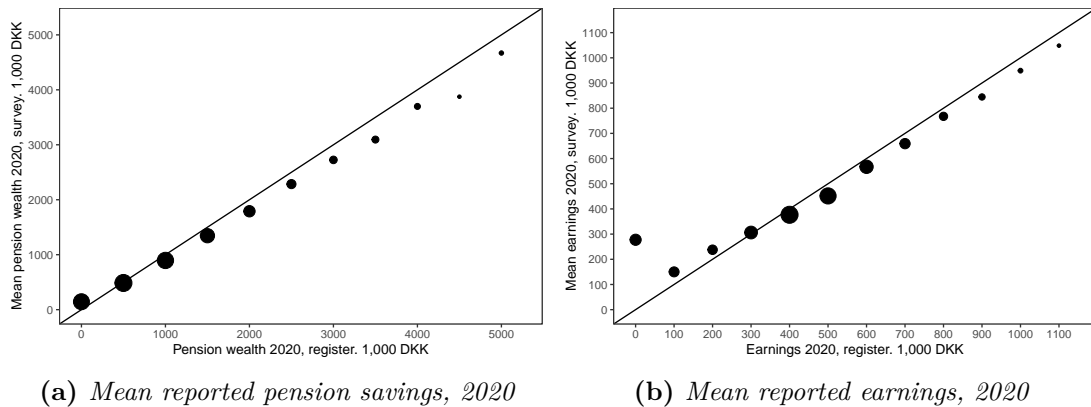 Mean pension wealth 2020, survey. 1,000 DKK
5000
4000
3000
2000
1000
0
0 1000 2000 3000 4000 5000
Pension wealth 2020, register. 1,000 DKK
(a) Mean reported pension savings, 2020
Mean earnings 2020, survey. 1,000 DKK
1100
1000
900
800
700
600
500
400
300
200
100
0
0 100 200 300 400 500 600 700 800 900 1000 1100
Earnings 2020, register. 1,000 DKK
(b) Mean reported earnings, 2020